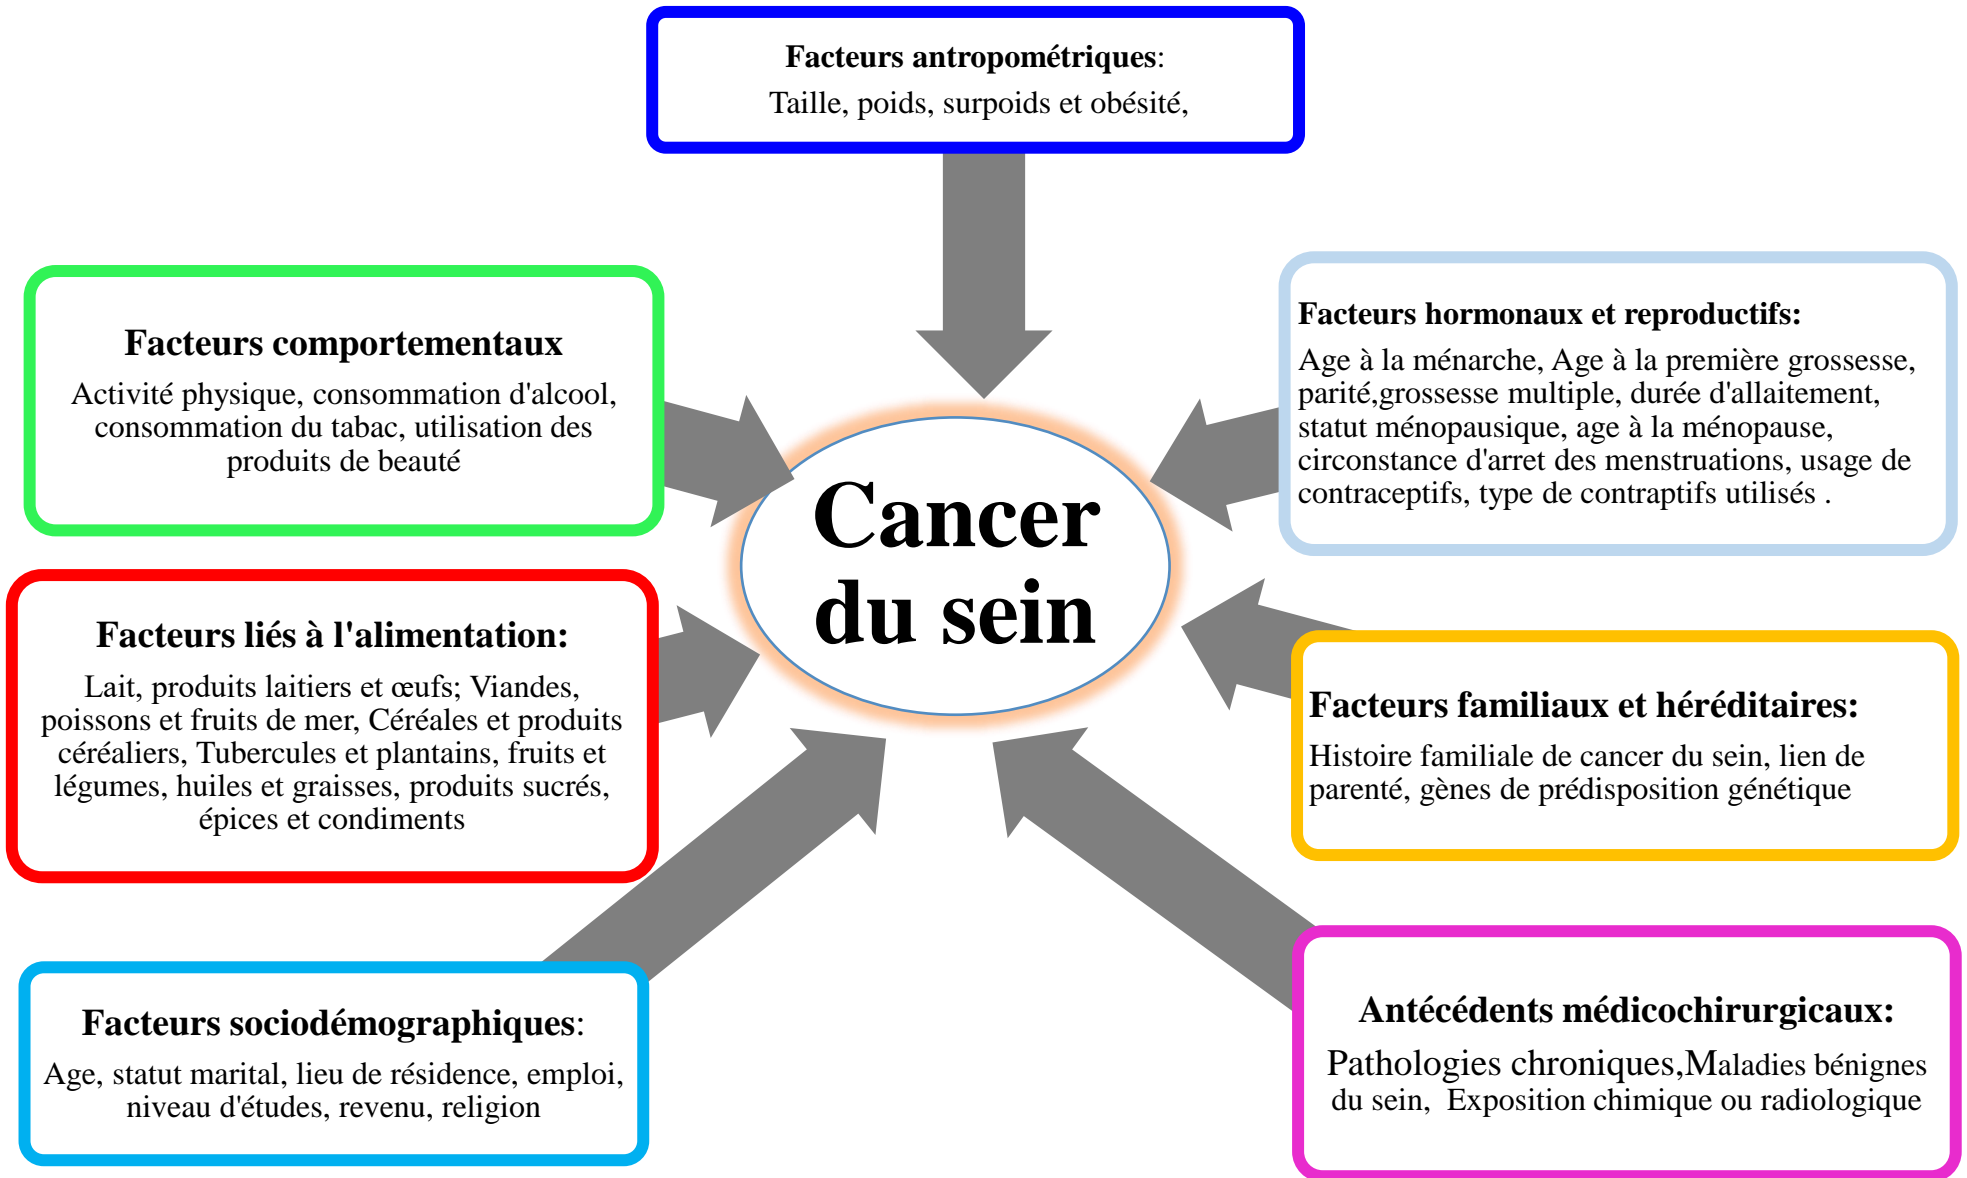 Facteurs antropométriques:
Taille, poids, surpoids et obésité,
Facteurs comportementaux
Activité physique, consommation d'alcool,
consommation du tabac, utilisation des
produits de beauté
Facteurs hormonaux et reproductifs:
Age à la ménarche, Age à la première grossesse,
parité,grossesse multiple, durée d'allaitement,
statut ménopausique, age à la ménopause,
circonstance d'arret des menstruations, usage de
contraceptifs, type de contraptifs utilisés .
Cancer
du sein
Facteurs liés à l'alimentation:
Lait, produits laitiers et œufs; Viandes,
poissons et fruits de mer, Céréales et produits
céréaliers, Tubercules et plantains, fruits et
légumes, huiles et graisses, produits sucrés,
épices et condiments
Facteurs familiaux et héréditaires:
Histoire familiale de cancer du sein, lien de
parenté, gènes de prédisposition génétique
Facteurs sociodémographiques:
Age, statut marital, lieu de résidence, emploi,
niveau d'études, revenu, religion
Antécédents médicochirurgicaux:
Pathologies chroniques,Maladies bénignes
du sein,  Exposition chimique ou radiologique